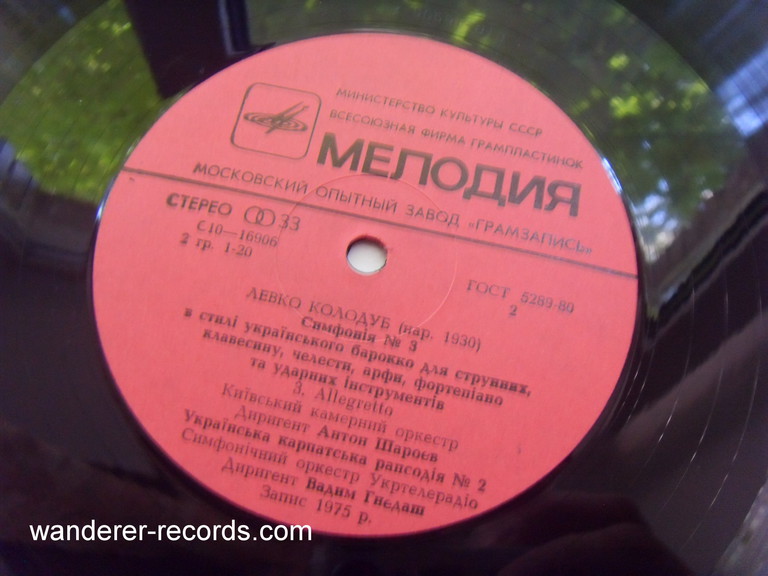 МИНИСТЕРСТВО КУЛЬТУРЫ СССР
ВСЕСОЮЗНАЯ ФИРМА ГРАМПЛАСТИНОК
МЕЛОДИЯ
МОСКОВСКИЙ ОПЫТНЫЙ ЗАВОД «ГРАМЗАПИСЬ»
СТЕРЕО 33
С10—16906
2 гр. 1-20
ГОСТ 5289-80
2
ЛЕВКО КОЛОДУБ (нар. 1930)
Симфонія № 3
в стилі українського барокко для струнних,
клавесину, челести, арфи, фортепіано
та ударних інструментів
3. Allegretto
Київський камерний оркестр
Диригент Антон Шароєв
Українська карпатська рапсодія № 2
Симфонічний оркестр Укртелерадіо
Диригент Вадим Гнєдаш
Запис 1975 р.
wanderer-records.com